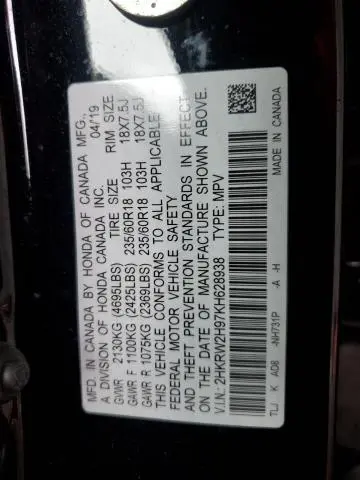 MFD. IN CANADA BY HONDA OF CANADA MFG.,
A DIVISION OF HONDA CANADA INC. 04/19
TIRE SIZE RIM SIZE
GVWR 2130KG (4695LBS)
GAWR F 1100KG (2425LBS) 235/60R18 103H 18X7.5J
GAWR R 1075KG (2369LBS) 235/60R18 103H 18X7.5J
THIS VEHICLE CONFORMS TO ALL APPLICABLE
FEDERAL MOTOR VEHICLE SAFETY
AND THEFT PREVENTION STANDARDS IN EFFECT
ON THE DATE OF MANUFACTURE SHOWN ABOVE.
V.I.N.: 2HKRW2H97KH628938 TYPE: MPV
TLJ K AD8 -NH731P -A -H MADE IN CANADA